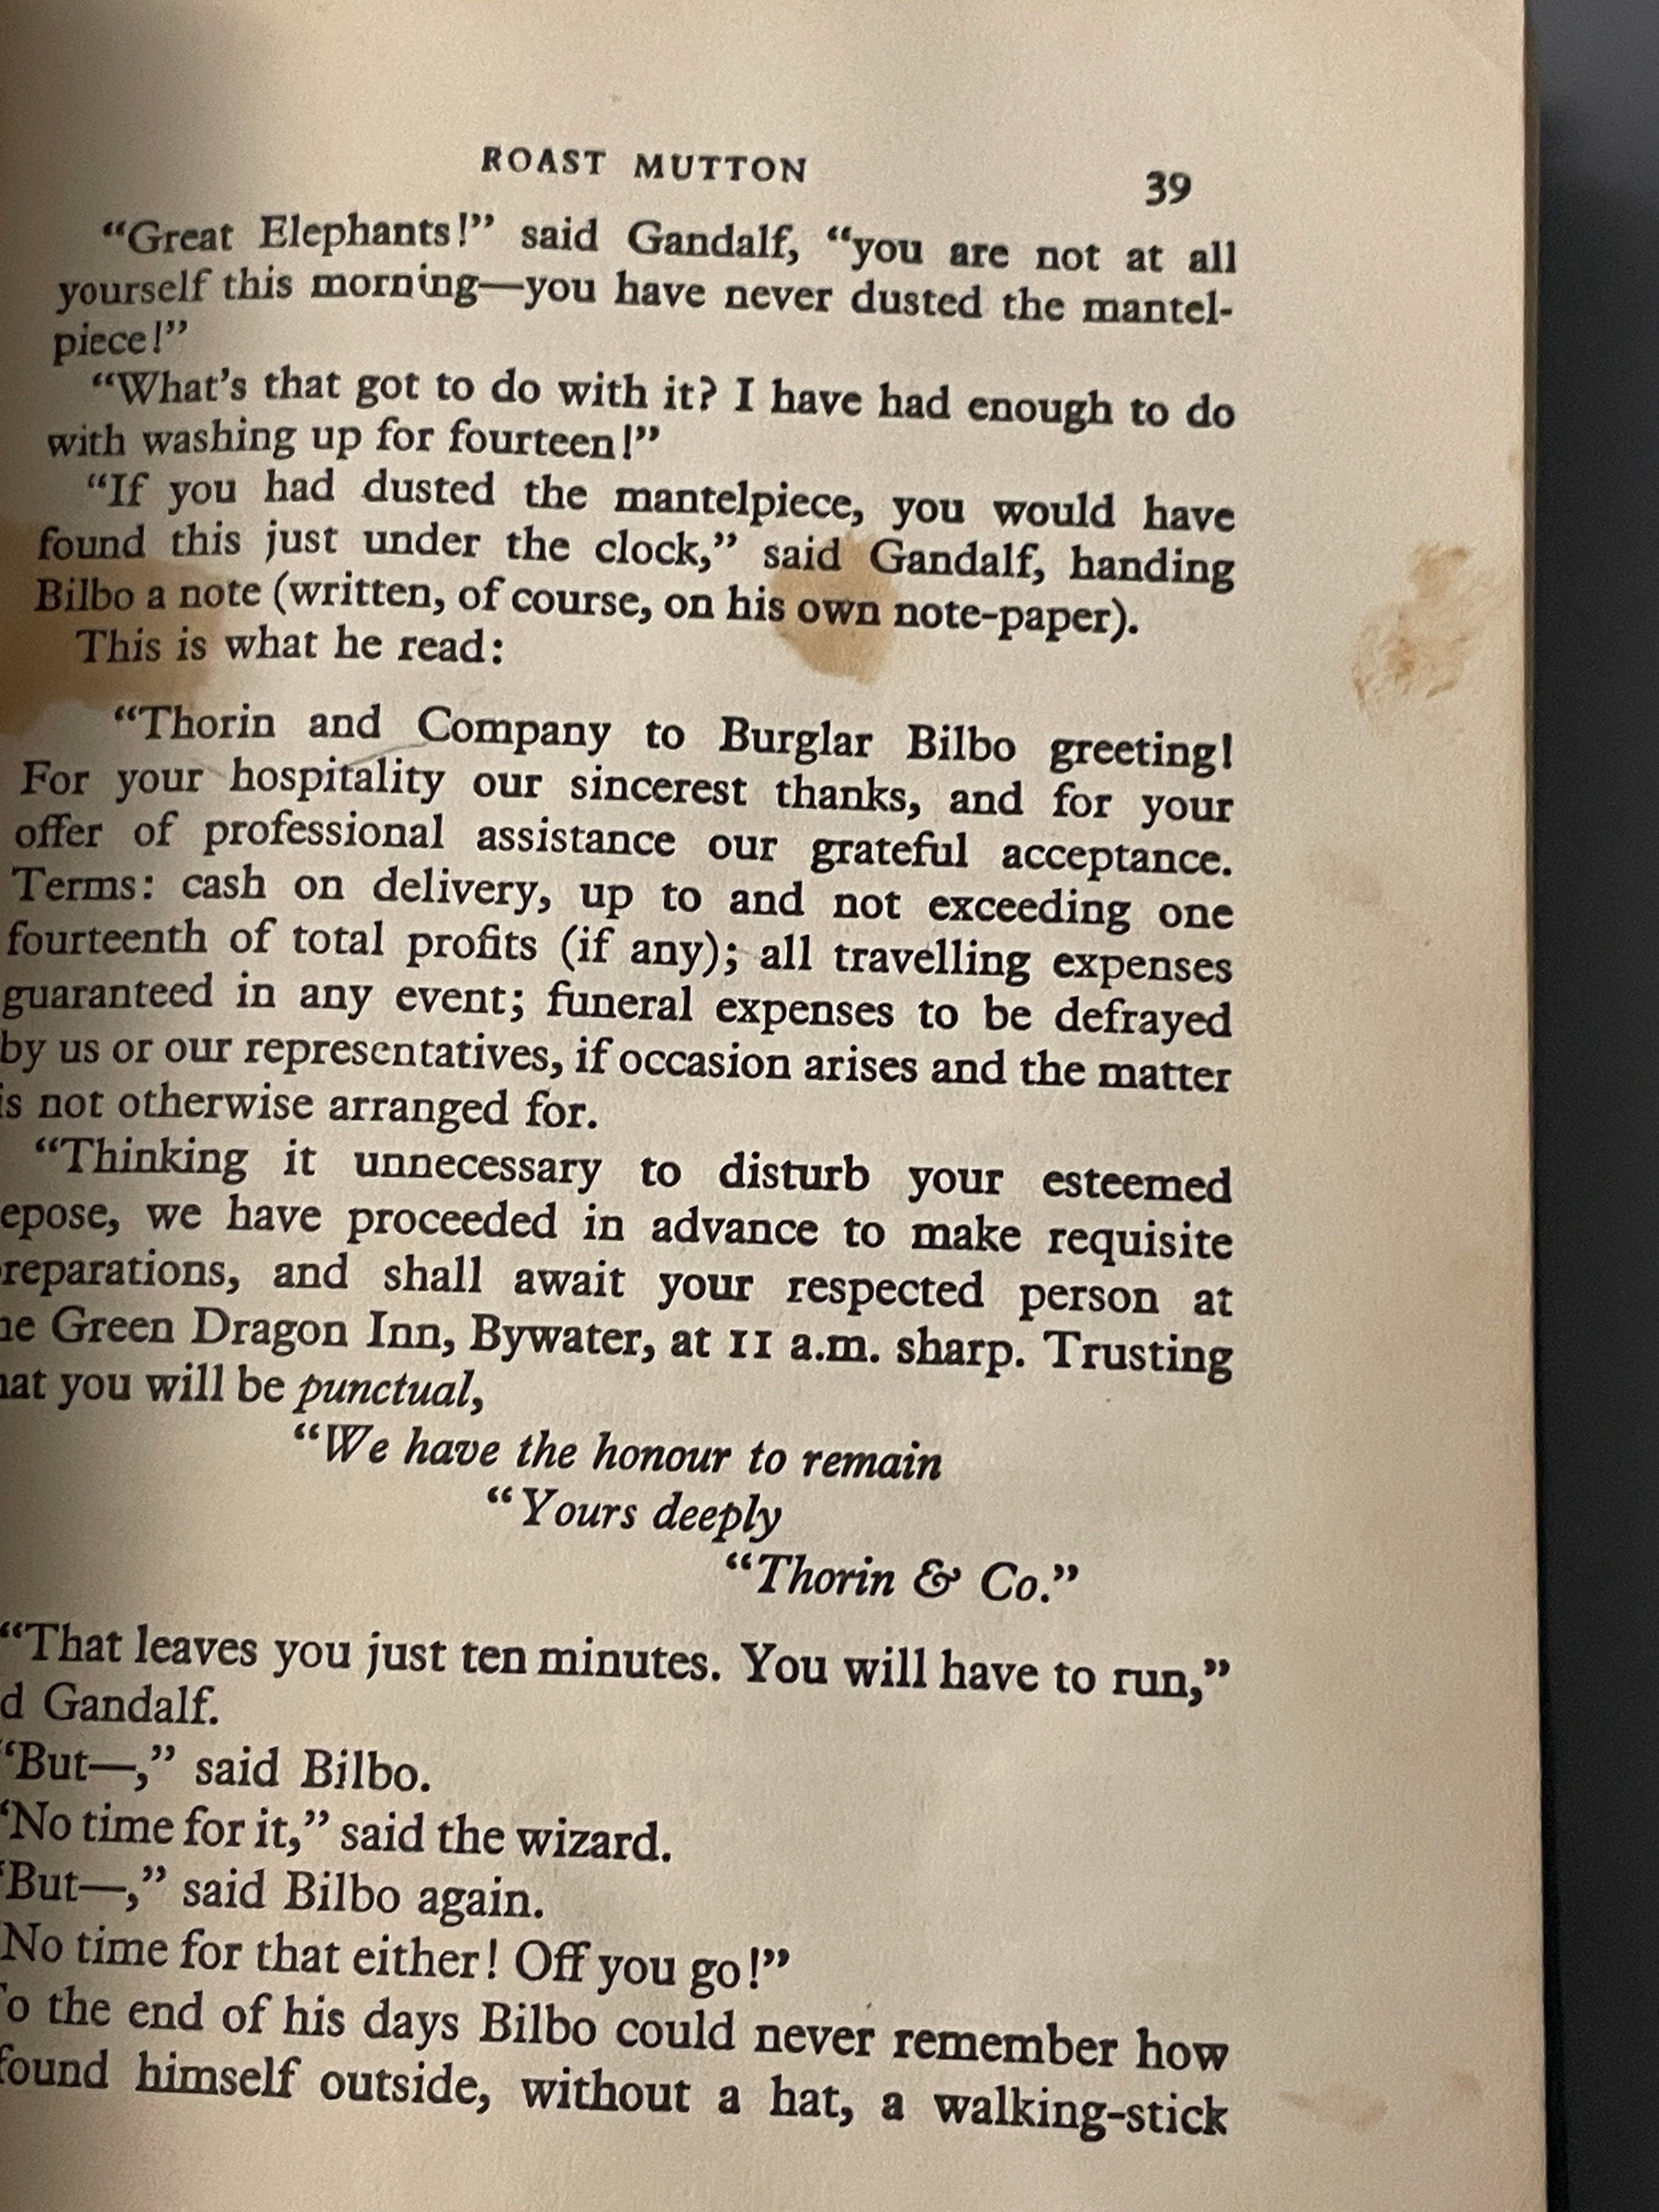 ROAST MUTTON 39
“Great Elephants!” said Gandalf, “you are not at all
yourself this morning—you have never dusted the mantel-
piece!”
“What’s that got to do with it? I have had enough to do
with washing up for fourteen!”
“If you had dusted the mantelpiece, you would have
found this just under the clock,” said Gandalf, handing
Bilbo a note (written, of course, on his own note-paper).
This is what he read:
“Thorin and Company to Burglar Bilbo greeting!
For your hospitality our sincerest thanks, and for your
offer of professional assistance our grateful acceptance.
Terms: cash on delivery, up to and not exceeding one
fourteenth of total profits (if any); all travelling expenses
guaranteed in any event; funeral expenses to be defrayed
by us or our representatives, if occasion arises and the matter
is not otherwise arranged for.
“Thinking it unnecessary to disturb your esteemed
epose, we have proceeded in advance to make requisite
reparations, and shall await your respected person at
he Green Dragon Inn, Bywater, at 11 a.m. sharp. Trusting
hat you will be punctual,
“We have the honour to remain
“Yours deeply
“Thorin & Co.”
“That leaves you just ten minutes. You will have to run,”
d Gandalf.
“But—,” said Bilbo.
“No time for it,” said the wizard.
“But—,” said Bilbo again.
No time for that either! Off you go!”
To the end of his days Bilbo could never remember how
found himself outside, without a hat, a walking-stick